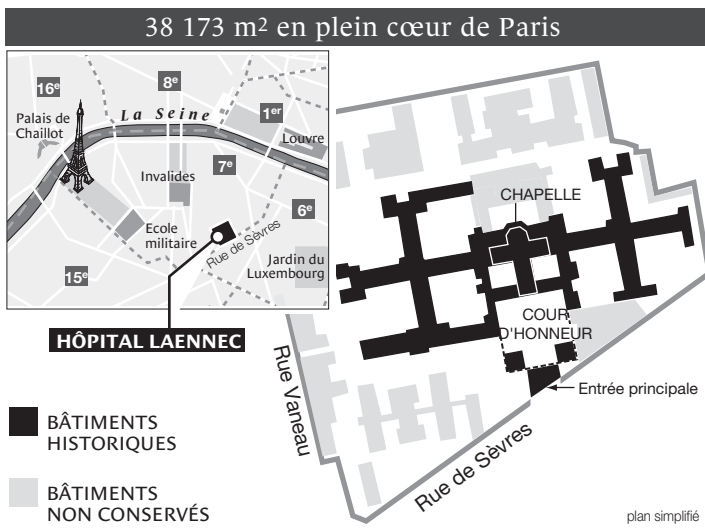 38 173 m² en plein cœur de Paris
16e
8e
La Seine
1er
Palais de
Chaillot
Louvre
7e
Invalides
6e
Ecole
militaire
Rue de Sèvres
Jardin du
Luxembourg
15e
HÔPITAL LAENNEC
CHAPELLE
COUR
D'HONNEUR
Entrée principale
Rue Vaneau
Rue de Sèvres
BÂTIMENTS
HISTORIQUES
BÂTIMENTS
NON CONSERVÉS
plan simplifié